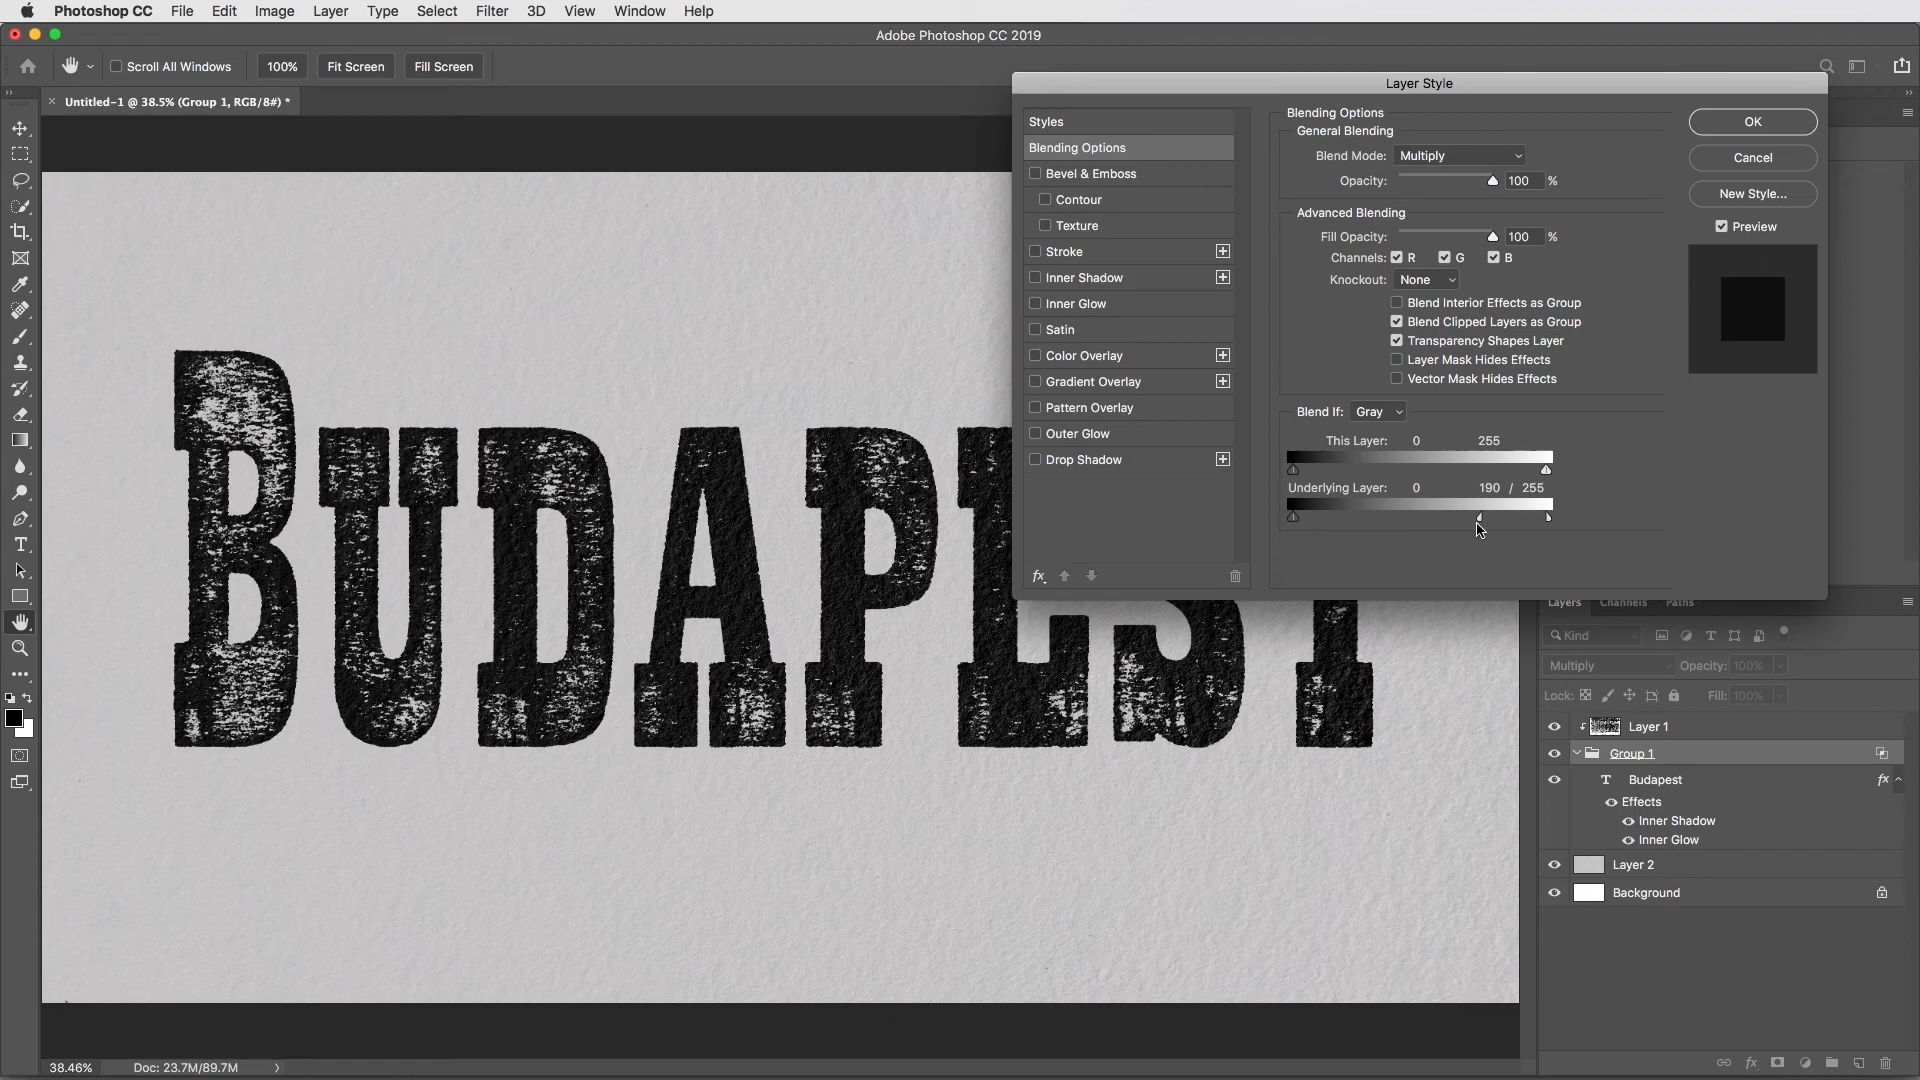 Photoshop CC File Edit Image Layer Type Select Filter 3D View Window Help
Adobe Photoshop CC 2019
Scroll All Windows 100% Fit Screen Fill Screen
Untitled-1 @ 38.5% (Group 1, RGB/8#) *
BUDAPEST
Layer Style
Styles
Blending Options
Bevel & Emboss
Contour
Texture
Stroke
Inner Shadow
Inner Glow
Satin
Color Overlay
Gradient Overlay
Pattern Overlay
Outer Glow
Drop Shadow
fx
Blending Options
General Blending
Blend Mode: Multiply
Opacity: 100 %
Advanced Blending
Fill Opacity: 100 %
Channels: R G B
Knockout: None
Blend Interior Effects as Group
Blend Clipped Layers as Group
Transparency Shapes Layer
Layer Mask Hides Effects
Vector Mask Hides Effects
Blend If: Gray
This Layer: 0 255
Underlying Layer: 0 190 / 255
OK
Cancel
New Style...
Preview
Layers Channels Paths
Kind
Multiply Opacity: 100%
Lock: Fill: 100%
Layer 1
Group 1
T Budapest fx
Effects
Inner Shadow
Inner Glow
Layer 2
Background
fx
38.46% Doc: 23.7M/89.7M